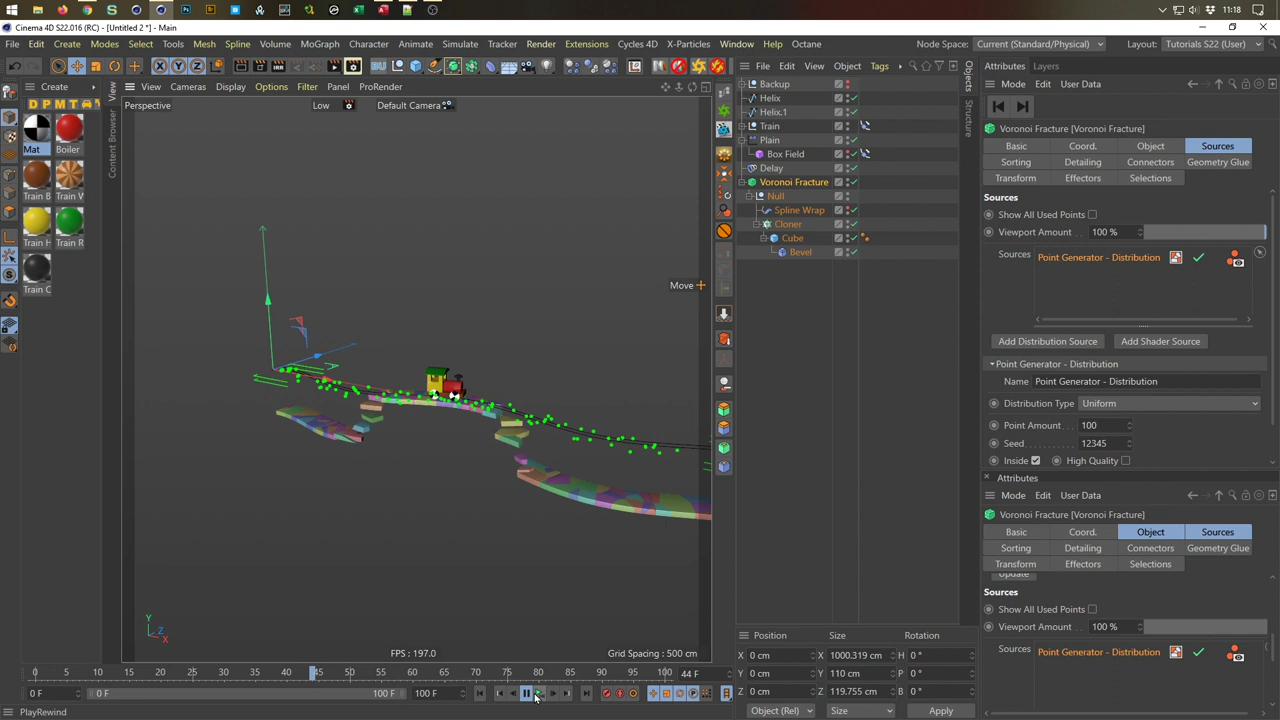 11:18
Cinema 4D S22.016 (RC) - [Untitled 2 *] - Main
File Edit Create Modes Select Tools Mesh Spline Volume MoGraph Character Animate Simulate Tracker Render Extensions Cycles 4D X-Particles Window Help Octane
Node Space: Current (Standard/Physical) Layout: Tutorials S22 (User)
Create
D P M T
Mat
Boiler
Train B
Train W
Train H
Train R
Train C
View
Content Browser
View Cameras Display Options Filter Panel ProRender
Perspective
Low
Default Camera
Move
Y
Z
X
FPS : 197.0
Grid Spacing : 500 cm
File Edit View Object Tags
Backup
Helix
Helix.1
Train
Plain
Box Field
Delay
Voronoi Fracture
Null
Spline Wrap
Cloner
Cube
Bevel
Objects
Structure
Attributes Layers
Mode Edit User Data
Voronoi Fracture [Voronoi Fracture]
Basic Coord. Object Sources
Sorting Detailing Connectors Geometry Glue
Transform Effectors Selections
Sources
Show All Used Points
Viewport Amount 100 %
Sources Point Generator - Distribution
Add Distribution Source Add Shader Source
Point Generator - Distribution
Name Point Generator - Distribution
Distribution Type Uniform
Point Amount 100
Seed 12345
Inside High Quality
Attributes
Mode Edit User Data
Voronoi Fracture [Voronoi Fracture]
Basic Coord. Object Sources
Sorting Detailing Connectors Geometry Glue
Transform Effectors Selections
Update
Sources
Show All Used Points
Viewport Amount 100 %
Sources Point Generator - Distribution
Position Size Rotation
X 0 cm X 1000.319 cm H 0 °
Y 0 cm Y 110 cm P 0 °
Z 0 cm Z 119.755 cm B 0 °
Object (Rel) Size Apply
0 5 10 15 20 25 30 35 40 45 50 55 60 65 70 75 80 85 90 95 100 44 F
0 F 0 F 100 F 100 F
Play/Rewind